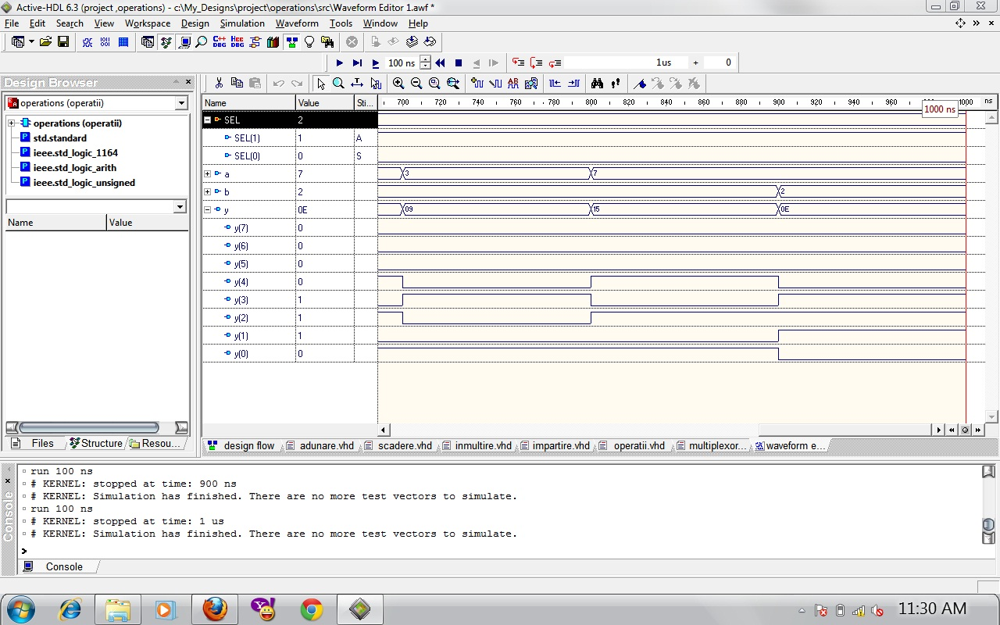 Active-HDL 6.3 (project ,operations) - c:\My_Designs\project\operations\src\Waveform Editor 1.awf *
File Edit Search View Workspace Design Simulation Waveform Tools Window Help
100 ns 1us + 0
Design Browser
operations (operatii)
operations (operatii)
std.standard
ieee.std_logic_1164
ieee.std_logic_arith
ieee.std_logic_unsigned
Name Value
Files Structure Resou...
Name Value Sti... 700 720 740 760 780 800 820 840 860 880 900 920 940 960 1000 ns
1000 ns
SEL 2
SEL(1) 1 A
SEL(0) 0 S
a 7 3 7
b 2 2
y 0E 09 15 0E
y(7) 0
y(6) 0
y(5) 0
y(4) 0
y(3) 1
y(2) 1
y(1) 1
y(0) 0
design flow adunare.vhd scadere.vhd inmultire.vhd impartire.vhd operatii.vhd multiplexor... waveform e...
run 100 ns
# KERNEL: stopped at time: 900 ns
# KERNEL: Simulation has finished. There are no more test vectors to simulate.
run 100 ns
# KERNEL: stopped at time: 1 us
# KERNEL: Simulation has finished. There are no more test vectors to simulate.
>
Console
Console
11:30 AM